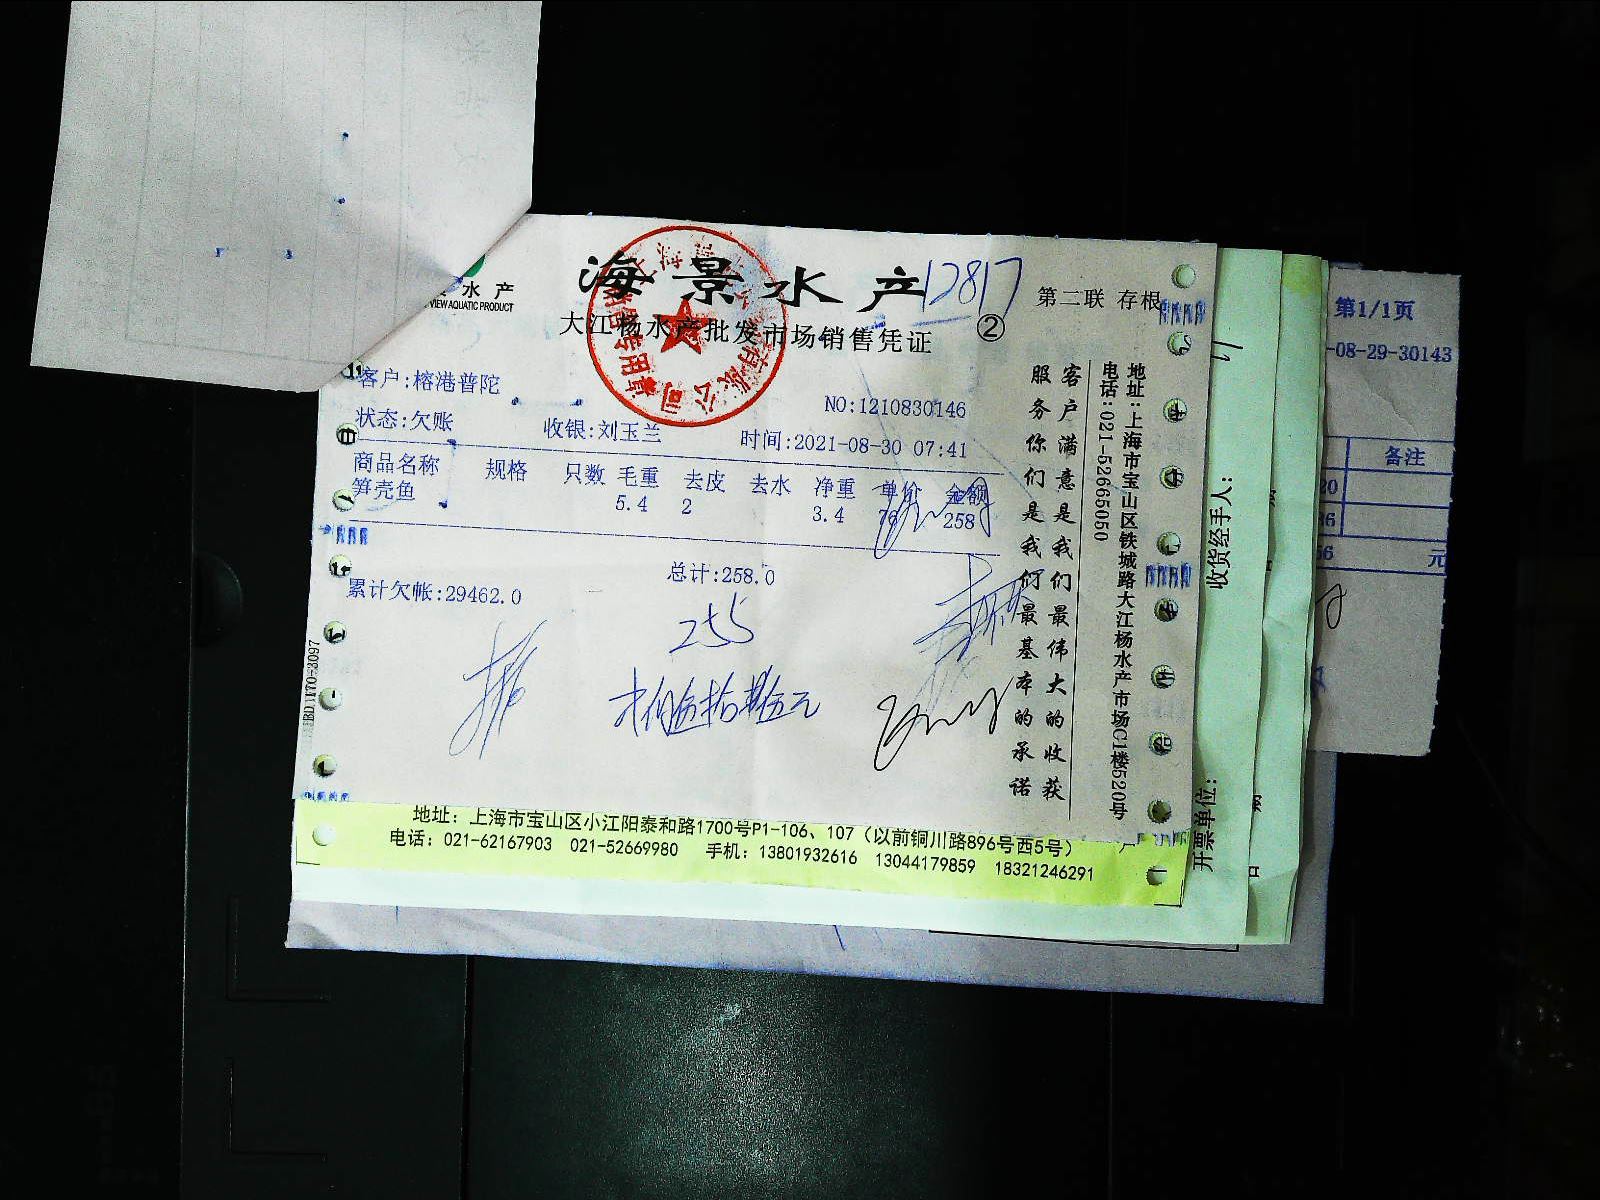 海景水产
12817
水产
VIEW AQUATIC PRODUCT
大江杨水产批发市场销售凭证
②
第二联 存根
客户:榕港普陀
NO:1210830146
状态:欠账 收银:刘玉兰 时间:2021-08-30 07:41
商品名称 规格 只数 毛重 去皮 去水 净重 单价 金额
笋壳鱼 5.4 2 3.4 76 258
总计:258.0
累计欠帐:29462.0
255
客户满意是我们最伟大的收获
服务你们是我们最基本的承诺
地址:上海市宝山区铁城路大江杨水产市场C1楼520号
电话:021-52665050
地址: 上海市宝山区小江阳泰和路1700号P1-106、107 (以前铜川路896号西5号)
电话: 021-62167903 021-52669980 手机: 13801932616 13044179859 18321246291
收货经手人:
开票单位:
第1/1页
-08-29-30143
备注
元